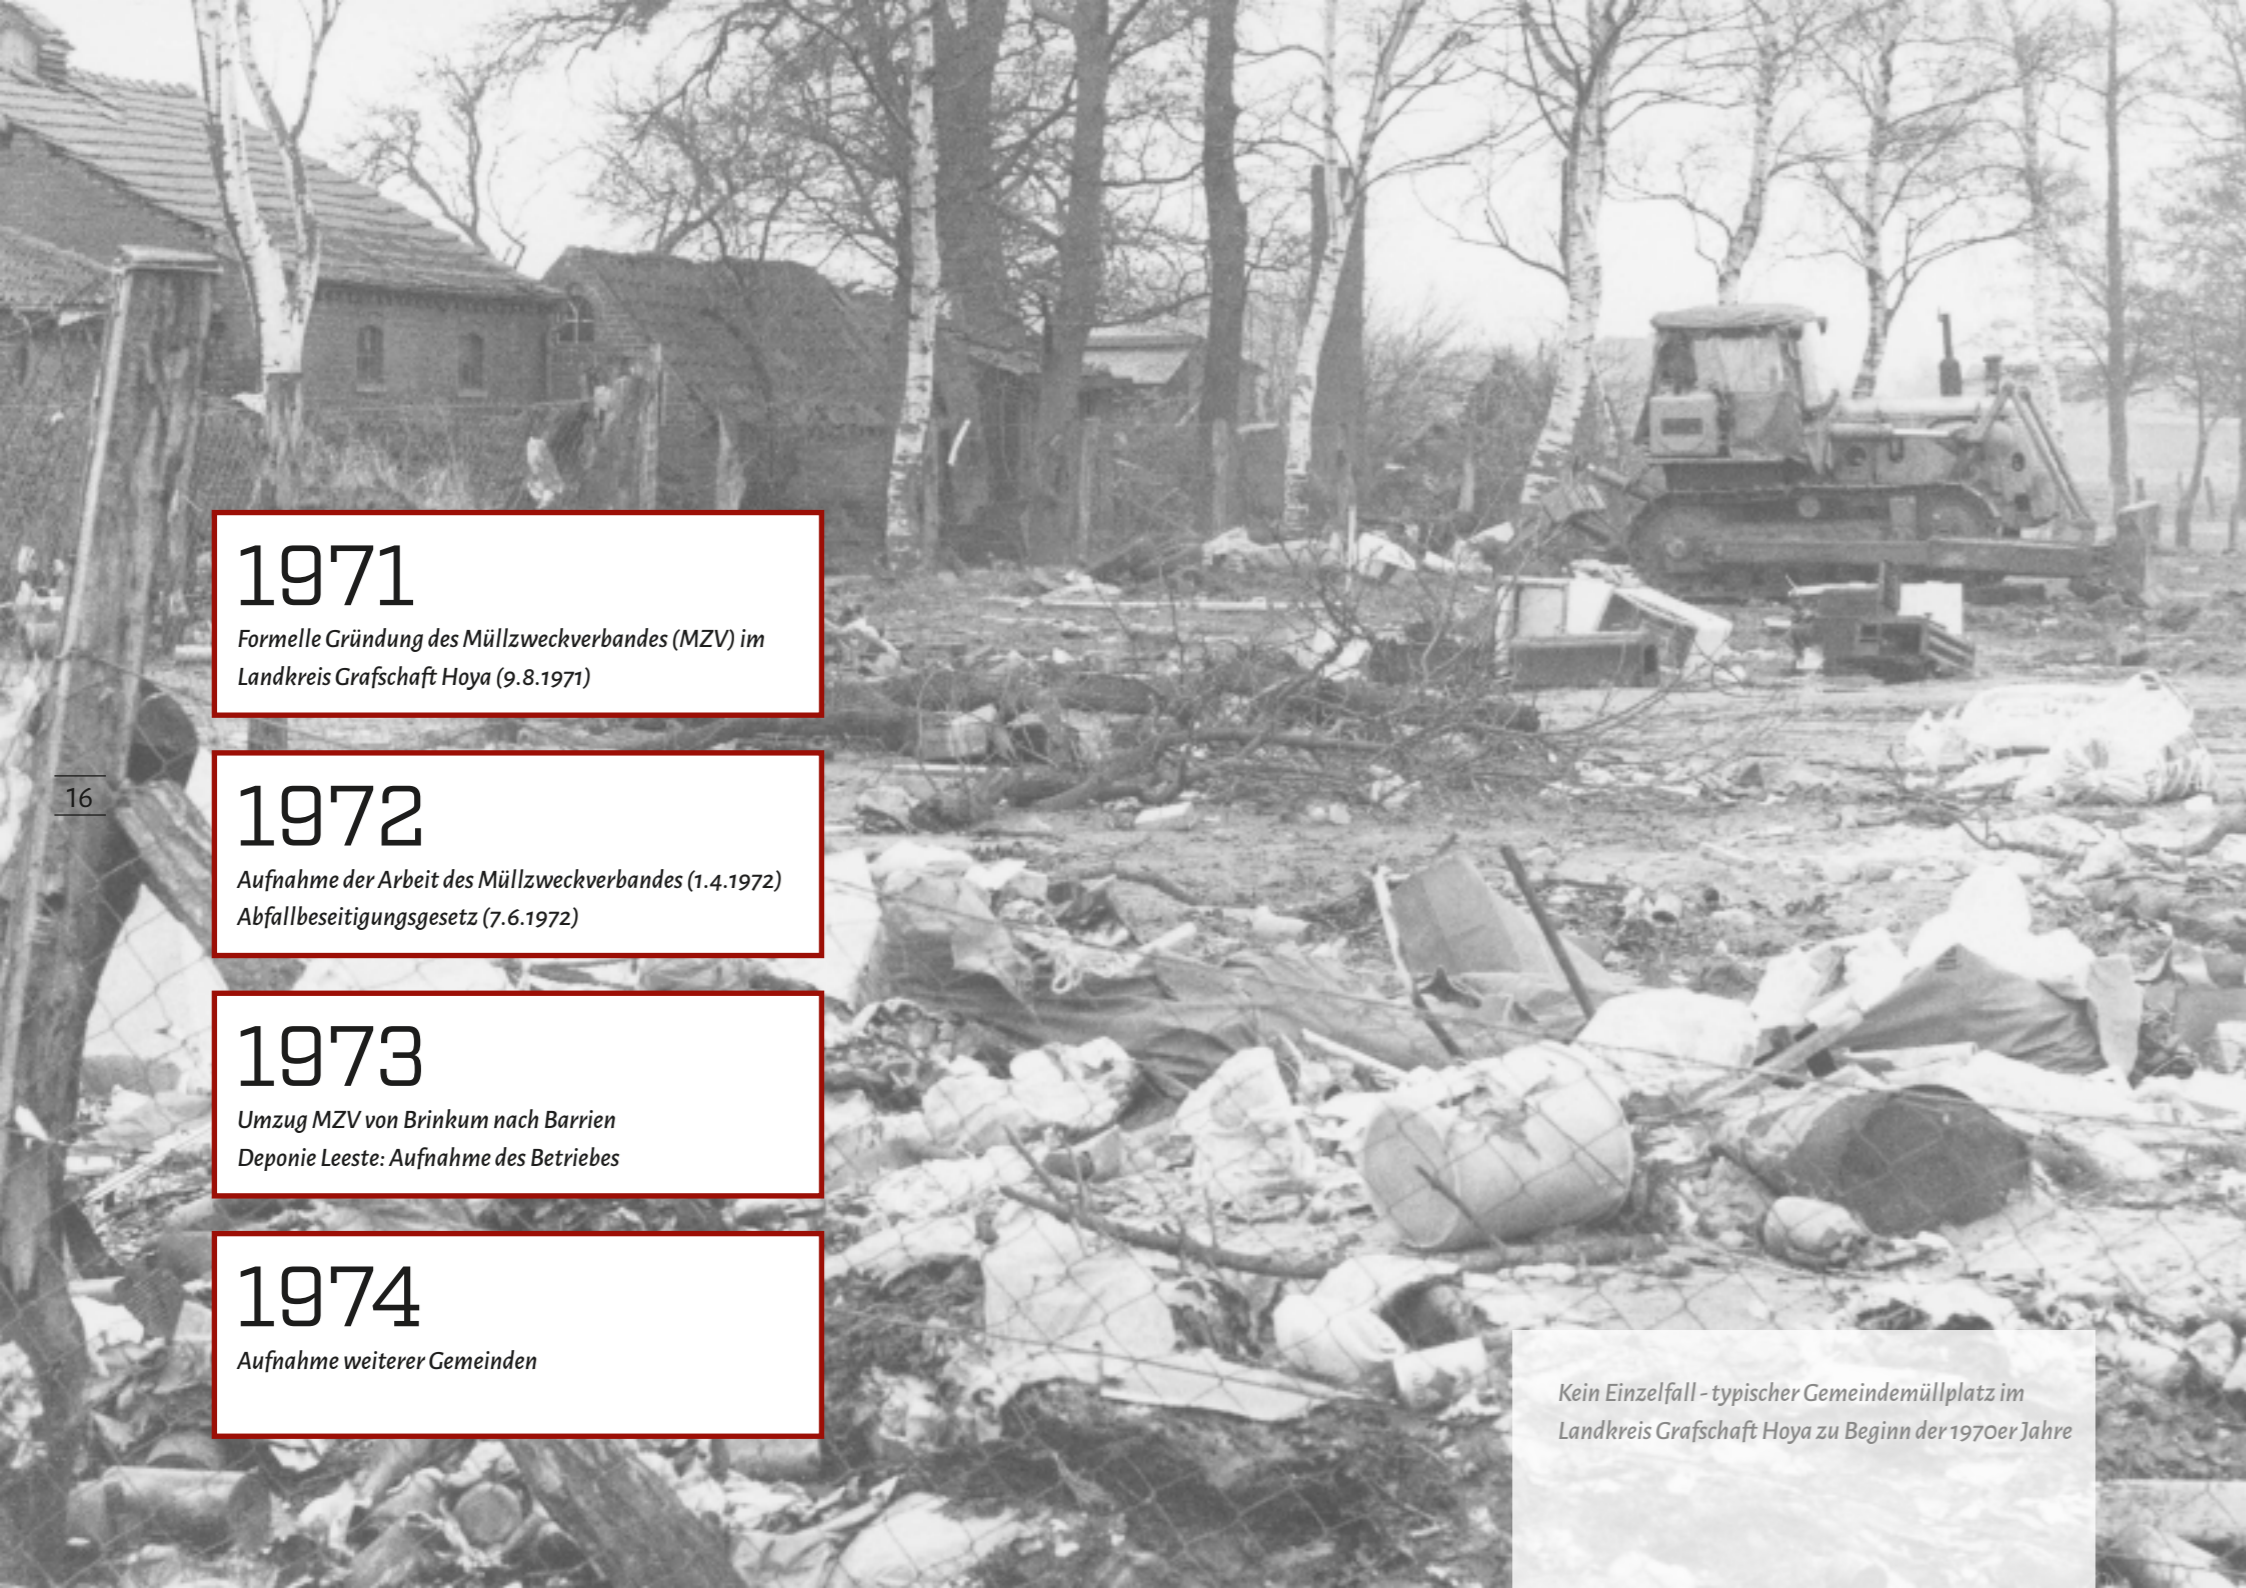 1971
Formelle Gründung des Müllzweckverbandes (MZV) im
Landkreis Grafschaft Hoya (9.8.1971)
16
1972
Aufnahme der Arbeit des Müllzweckverbandes (1.4.1972)
Abfallbeseitigungsgesetz (7.6.1972)
1973
Umzug MZV von Brinkum nach Barrien
Deponie Leeste: Aufnahme des Betriebes
1974
Aufnahme weiterer Gemeinden
Kein Einzelfall - typischer Gemeindemüllplatz im
Landkreis Grafschaft Hoya zu Beginn der 1970er Jahre